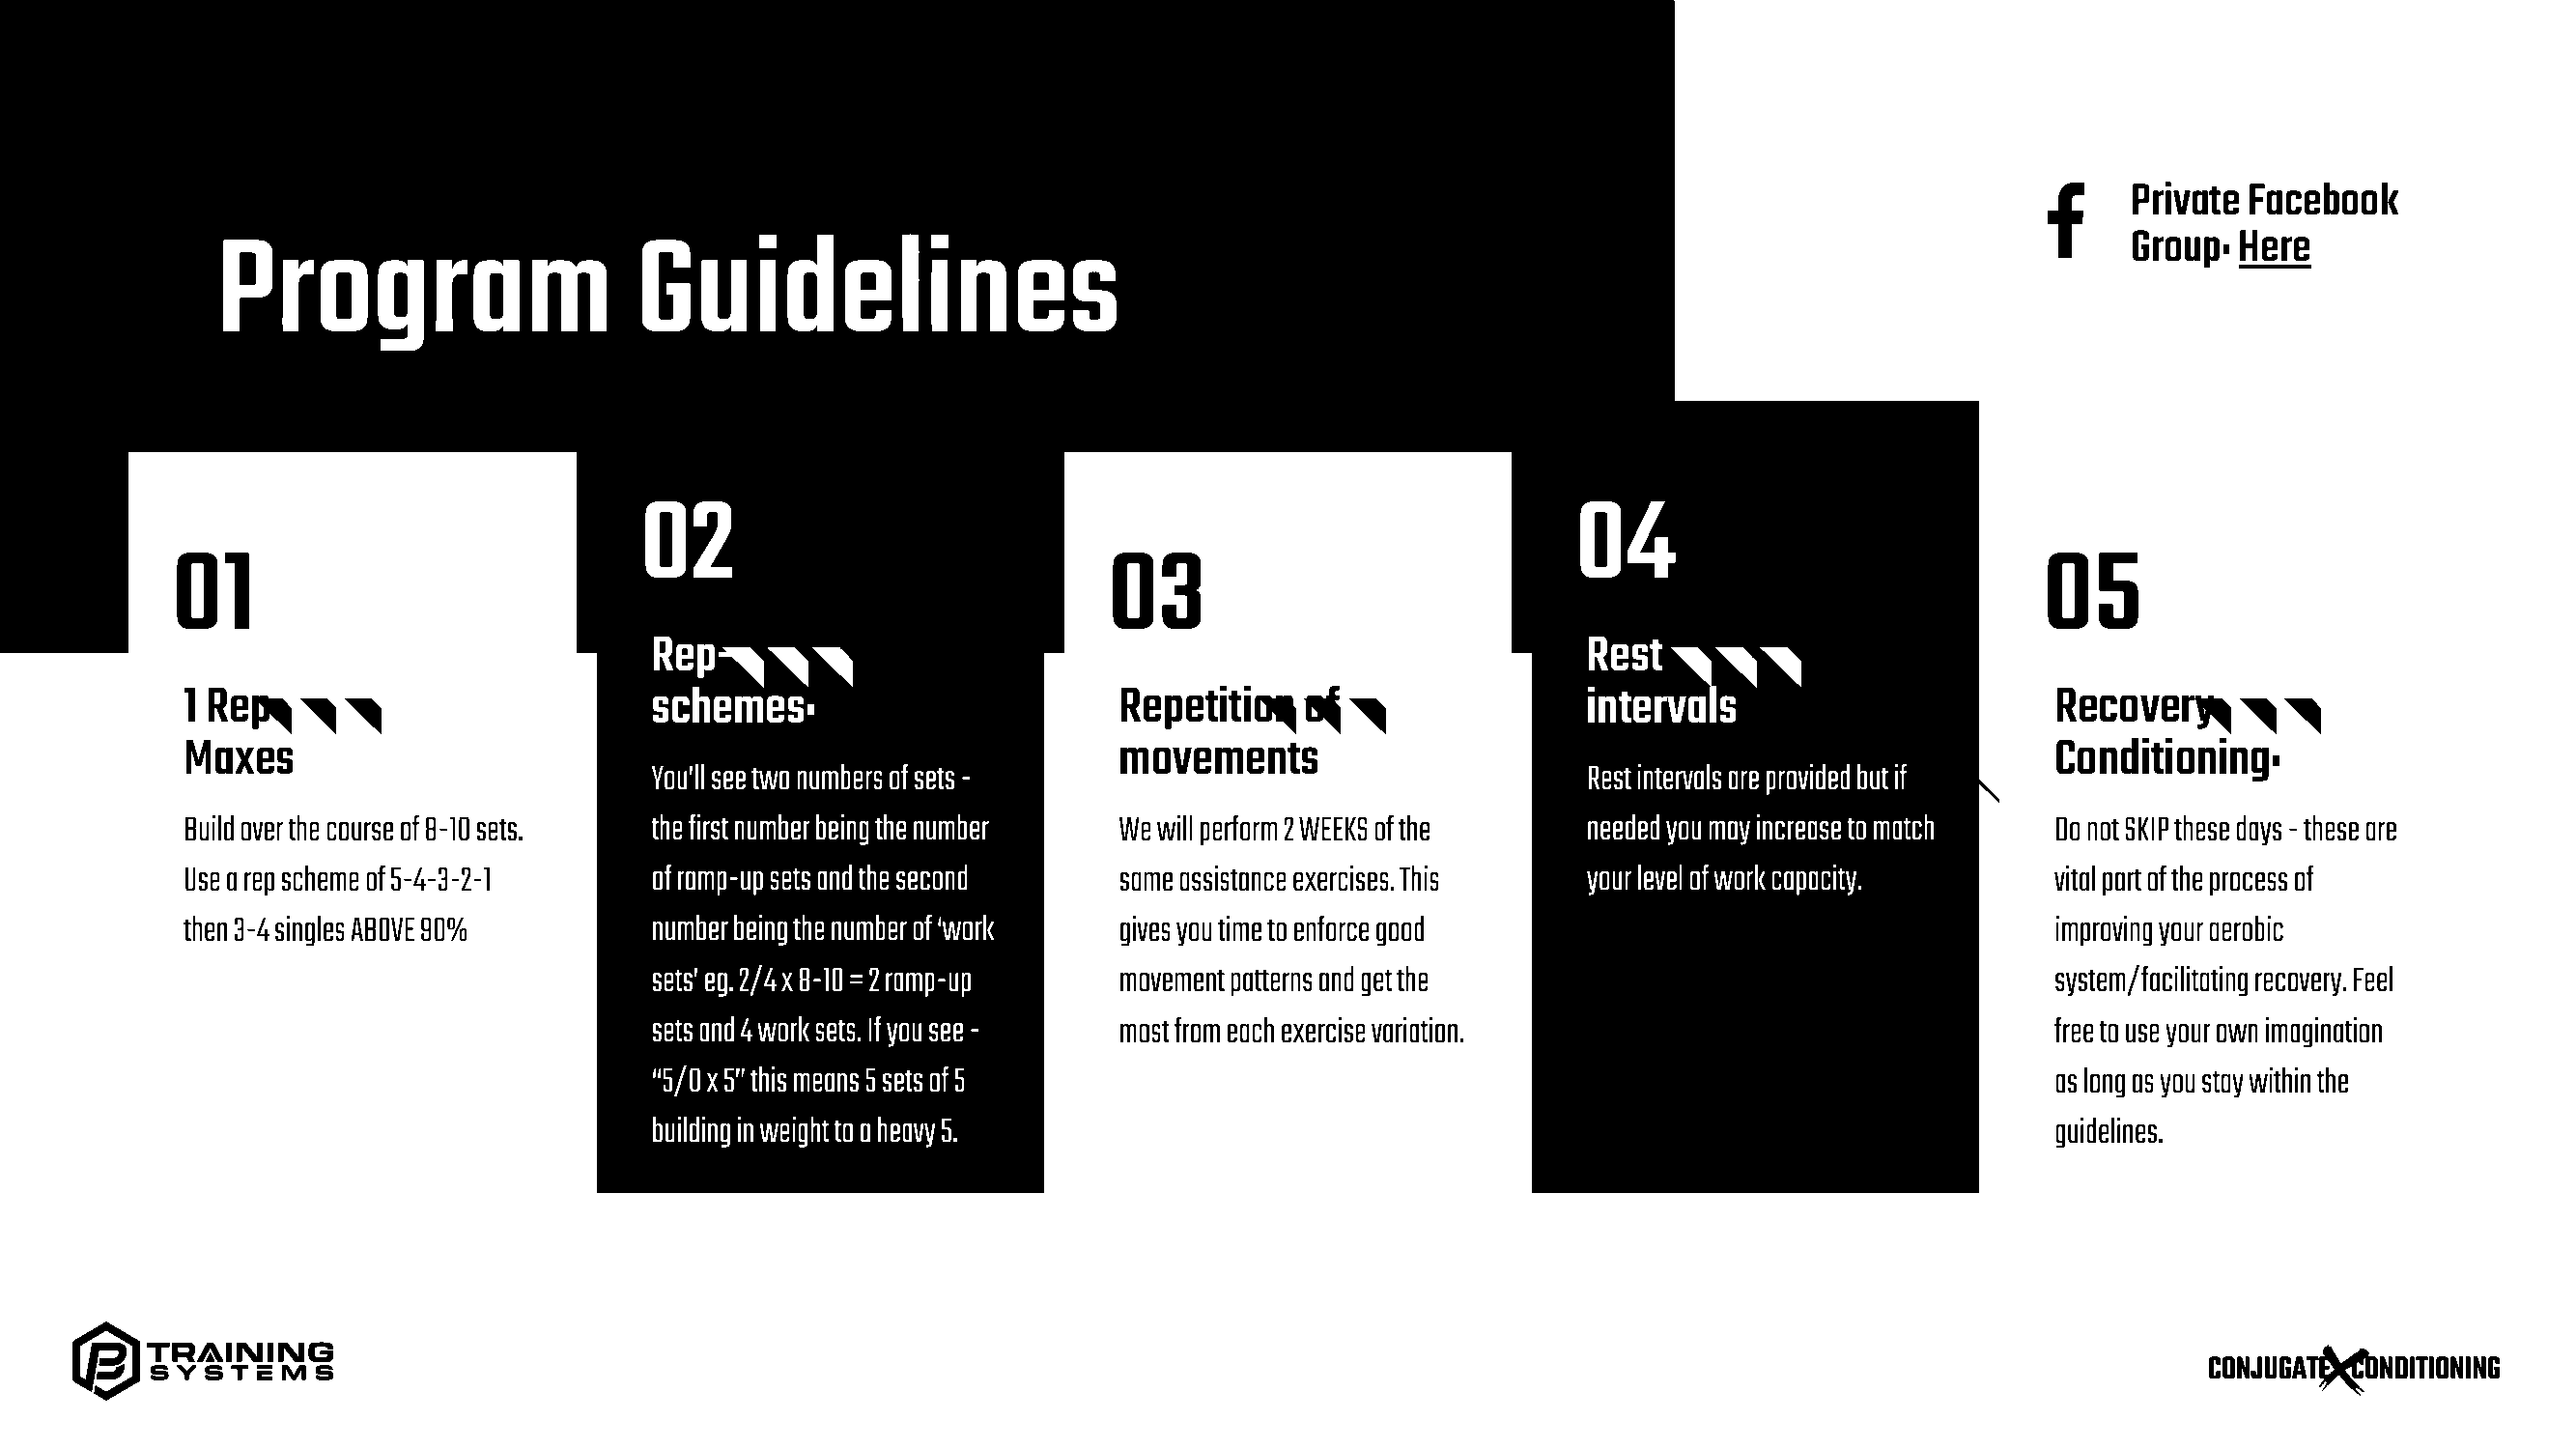 Program Guidelines
Private Facebook
Group: Here
01
1 Rep
Maxes
Build over the course of 8-10 sets.
Use a rep scheme of 5-4-3-2-1
then 3-4 singles ABOVE 90%
02
Rep-
schemes:
You'll see two numbers of sets -
the first number being the number
of ramp-up sets and the second
number being the number of ‘work
sets’ eg. 2/4 x 8-10 = 2 ramp-up
sets and 4 work sets. If you see -
“5/0 x 5” this means 5 sets of 5
building in weight to a heavy 5.
03
Repetition of
movements
We will perform 2 WEEKS of the
same assistance exercises. This
gives you time to enforce good
movement patterns and get the
most from each exercise variation.
04
Rest
intervals
Rest intervals are provided but if
needed you may increase to match
your level of work capacity.
05
Recovery
Conditioning:
Do not SKIP these days - these are
vital part of the process of
improving your aerobic
system/facilitating recovery. Feel
free to use your own imagination
as long as you stay within the
guidelines.
TRAINING
SYSTEMS
CONJUGATE X CONDITIONING